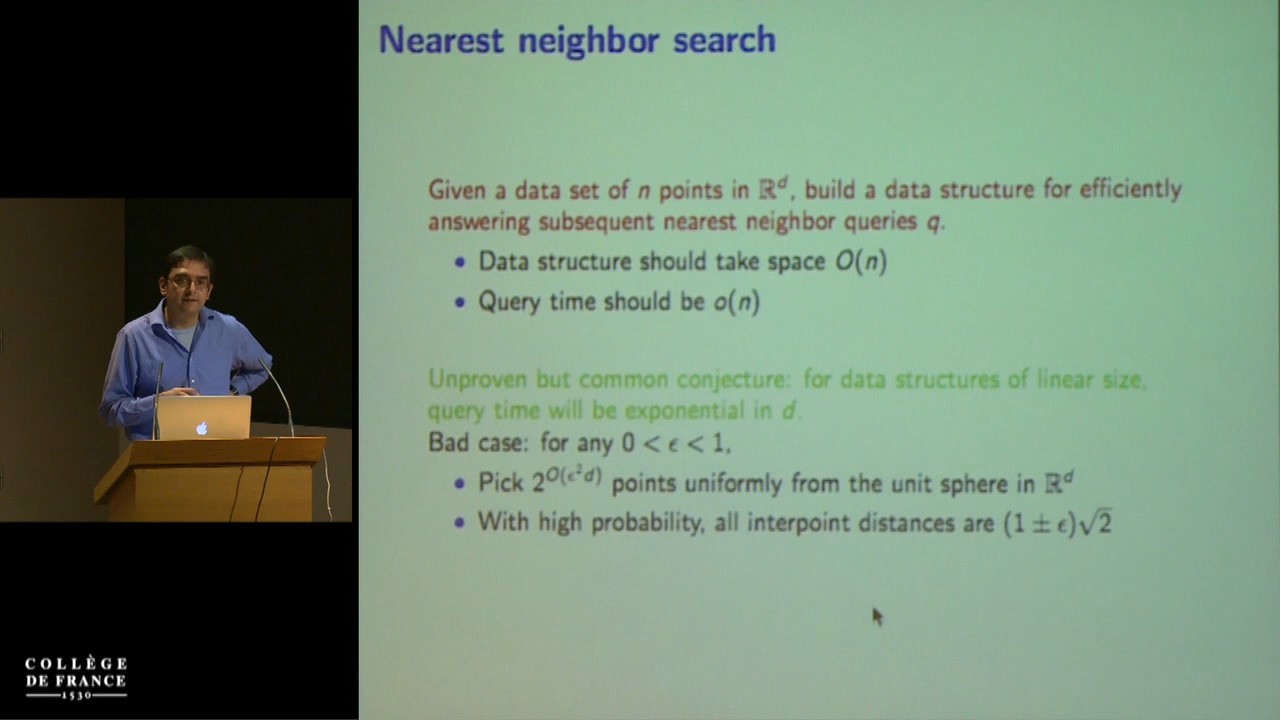 Nearest neighbor search
Given a data set of n points in ℝ^d, build a data structure for efficiently
answering subsequent nearest neighbor queries q.
• Data structure should take space O(n)
• Query time should be o(n)
Unproven but common conjecture: for data structures of linear size,
query time will be exponential in d.
Bad case: for any 0 < ϵ < 1,
• Pick 2^{O(ϵ²d)} points uniformly from the unit sphere in ℝ^d
• With high probability, all interpoint distances are (1 ± ϵ)√2
COLLÈGE
DE FRANCE
1530